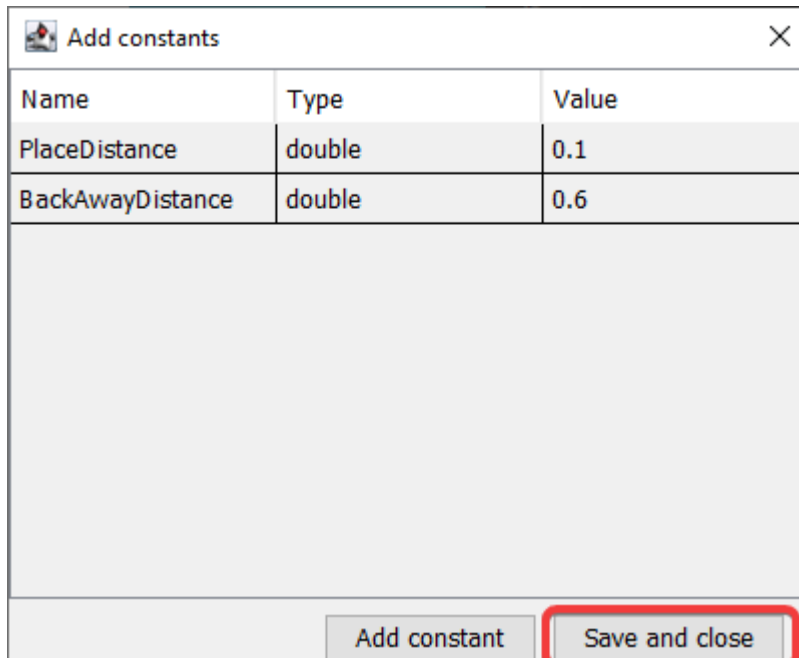 Add constants
Name Type Value
PlaceDistance double 0.1
BackAwayDistance double 0.6
Add constant Save and close